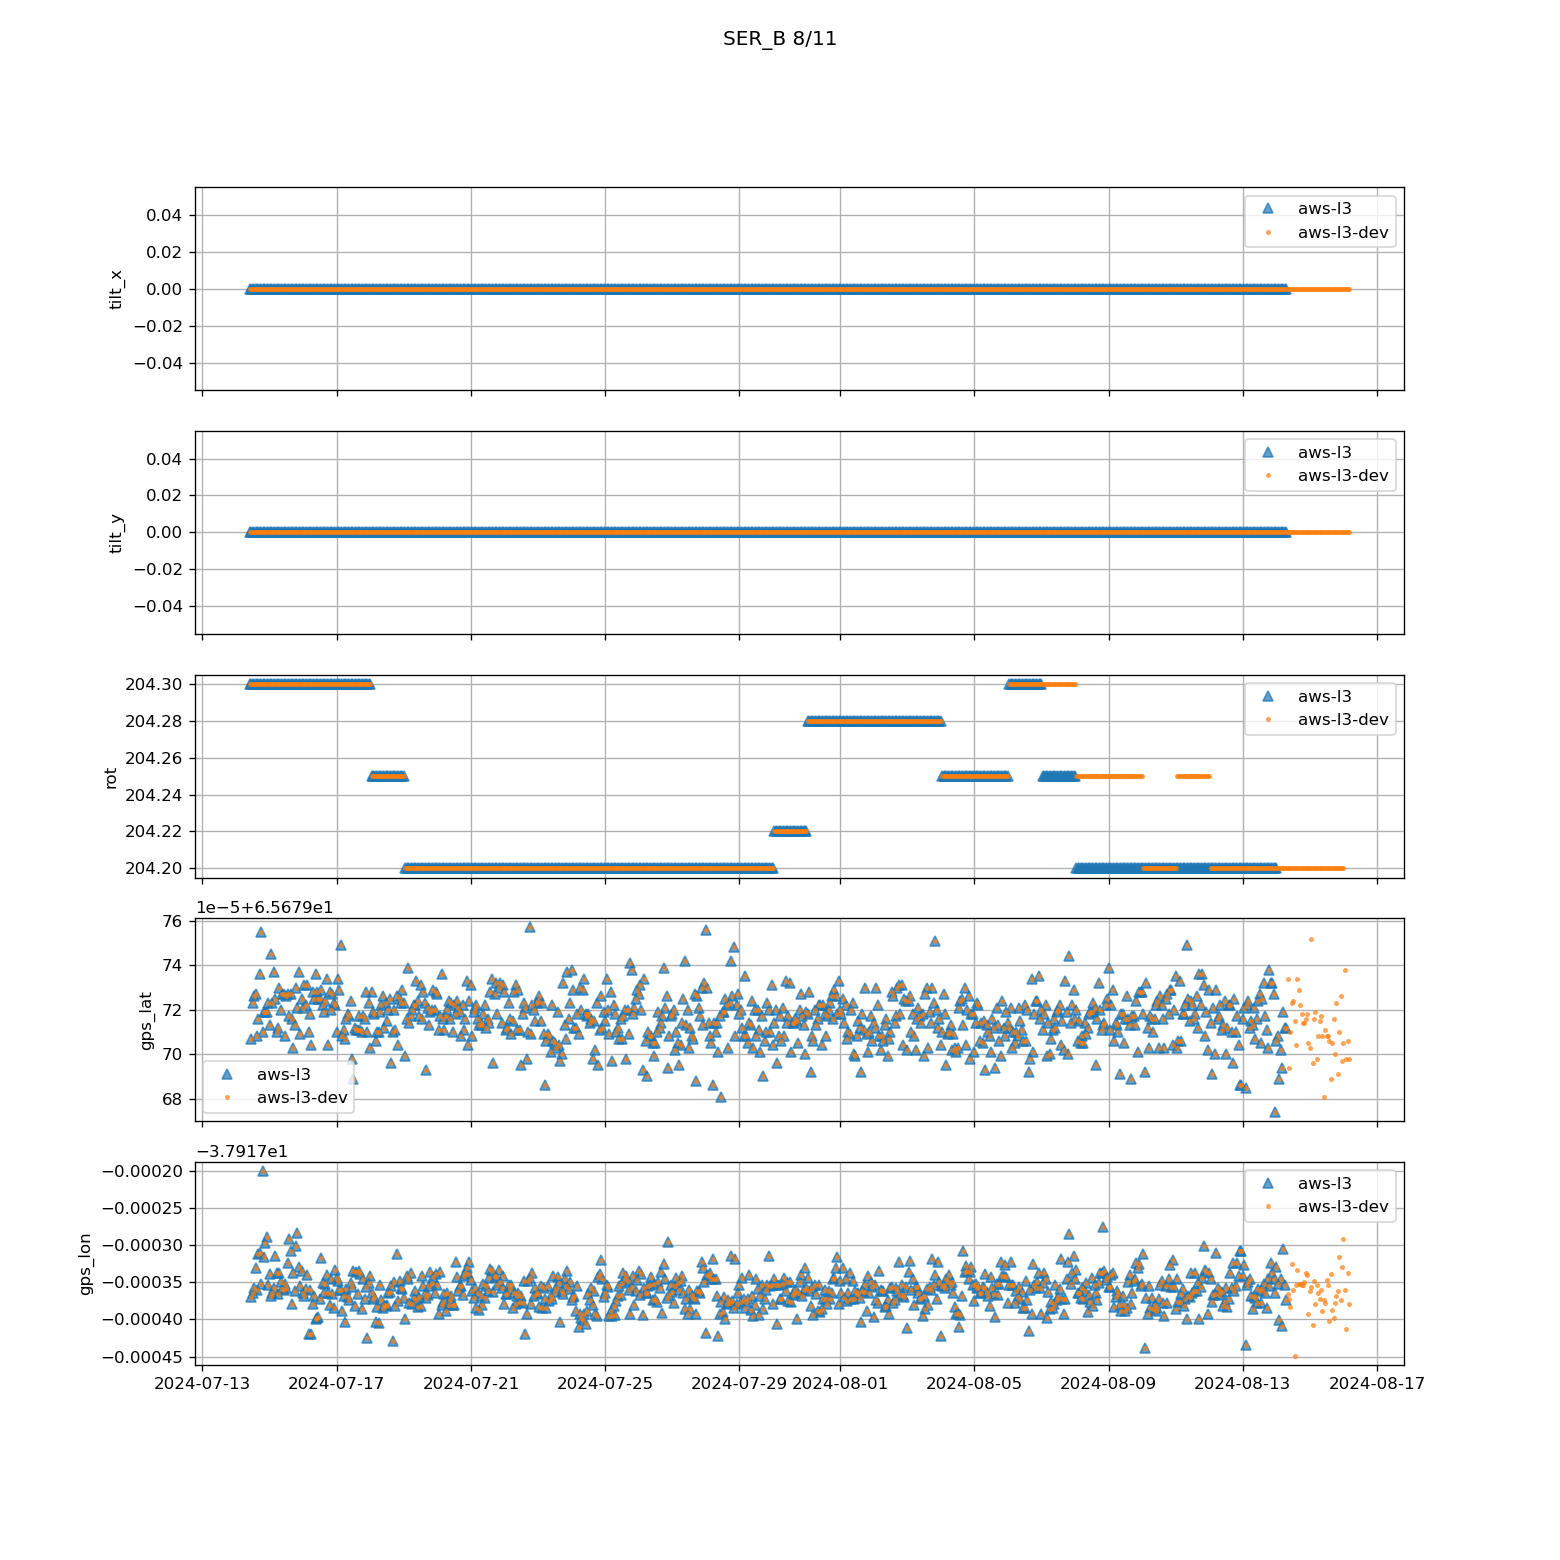 SER_B 8/11
0.04
0.02
0.00
−0.02
−0.04
tilt_x
aws-l3
aws-l3-dev
0.04
0.02
0.00
−0.02
−0.04
tilt_y
aws-l3
aws-l3-dev
204.30
204.28
204.26
204.24
204.22
204.20
rot
aws-l3
aws-l3-dev
1e−5+6.5679e1
76
74
72
70
68
gps_lat
aws-l3
aws-l3-dev
−3.7917e1
−0.00020
−0.00025
−0.00030
−0.00035
−0.00040
−0.00045
gps_lon
aws-l3
aws-l3-dev
2024-07-13 2024-07-17 2024-07-21 2024-07-25 2024-07-29 2024-08-01 2024-08-05 2024-08-09 2024-08-13 2024-08-17